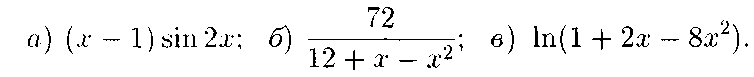 а) (x − 1) sin 2x; б) 72/(12 + x − x²); в) ln(1 + 2x − 8x²).